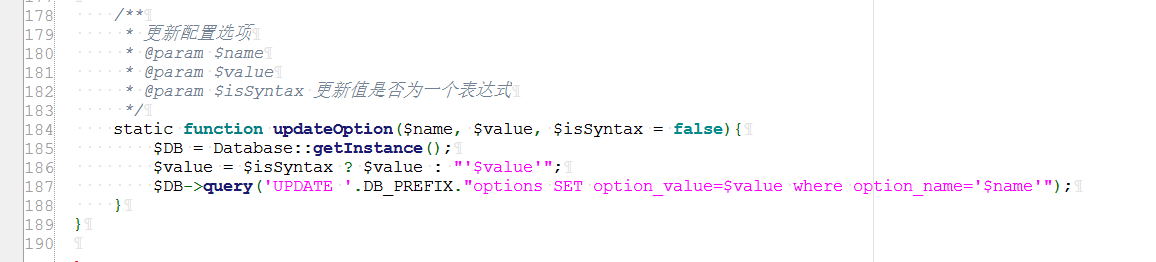 178 /**
179 * 更新配置选项
180 * @param $name
181 * @param $value
182 * @param $isSyntax 更新值是否为一个表达式
183 */
184 static function updateOption($name, $value, $isSyntax = false){
185 $DB = Database::getInstance();
186 $value = $isSyntax ? $value : "'$value'";
187 $DB->query('UPDATE '.DB_PREFIX."options SET option_value=$value where option_name='$name'");
188 }
189 }
190